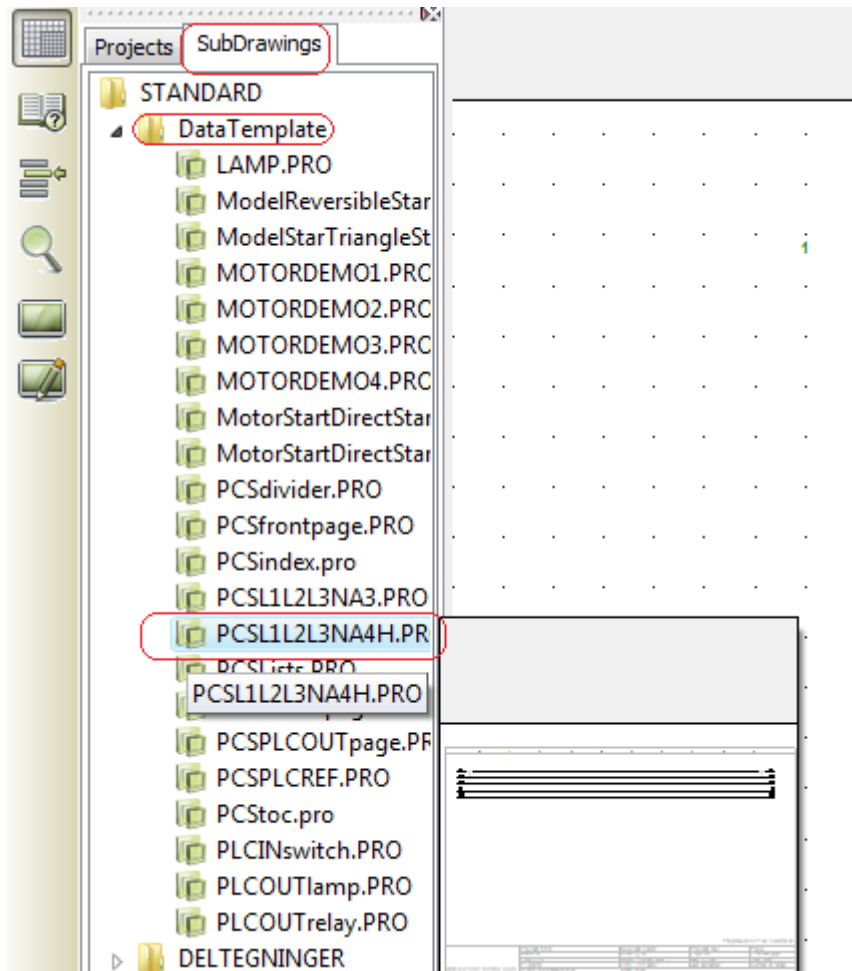 Projects SubDrawings
STANDARD
DataTemplate
LAMP.PRO
ModelReversibleStar
ModelStarTriangleSt
1
MOTORDEMO1.PRO
MOTORDEMO2.PRO
MOTORDEMO3.PRO
MOTORDEMO4.PRO
MotorStartDirectStar
MotorStartDirectStar
PCSdivider.PRO
PCSfrontpage.PRO
PCSindex.pro
PCSL1L2L3NA3.PRO
PCSL1L2L3NA4H.PR
PCSLists.PRO
PCSL1L2L3NA4H.PRO
PCSPLCOUTpage.PR
PCSPLCREF.PRO
PCStoc.pro
PLCINswitch.PRO
PLCOUTlamp.PRO
PLCOUTrelay.PRO
DELTEGNINGER